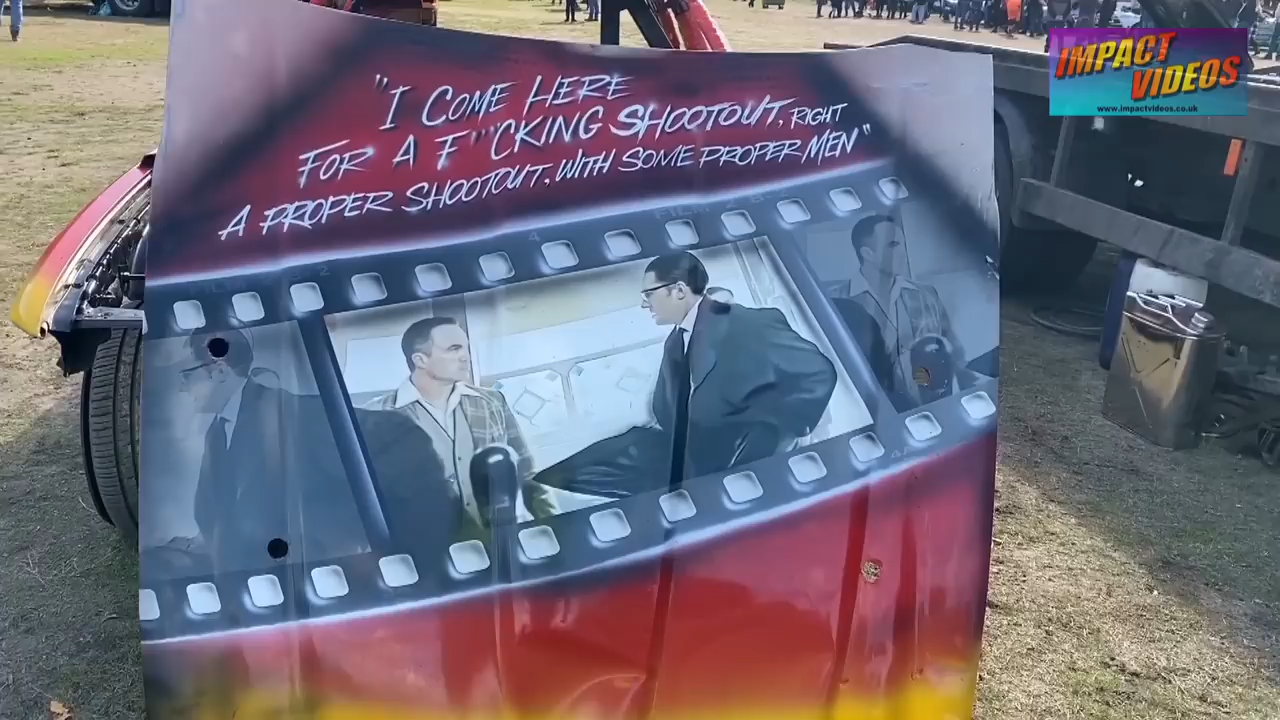 "I COME HERE
FOR A F***CKING SHOOTOUT, RIGHT
A PROPER SHOOTOUT, WITH SOME PROPER MEN"
IMPACT
VIDEOS
www.impactvideos.co.uk